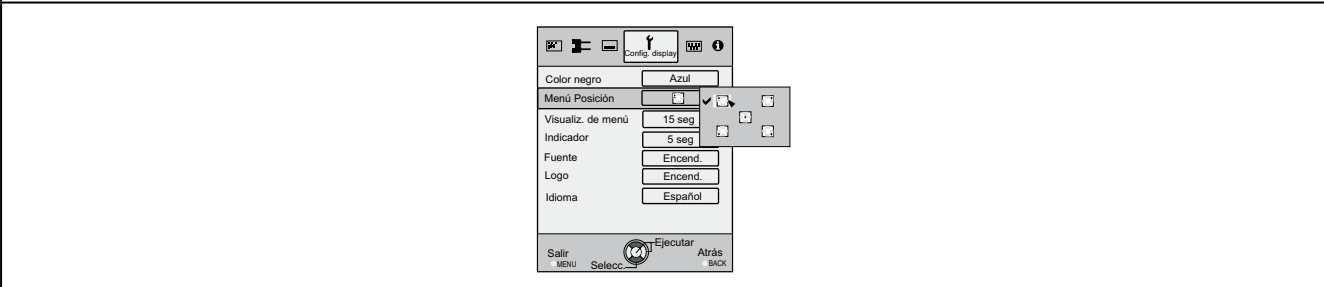 Config. display
Color negro Azul
Menú Posición
Visualiz. de menú 15 seg
Indicador 5 seg
Fuente Encend.
Logo Encend.
Idioma Español
Ejecutar
Salir Atrás
MENU Selecc. BACK